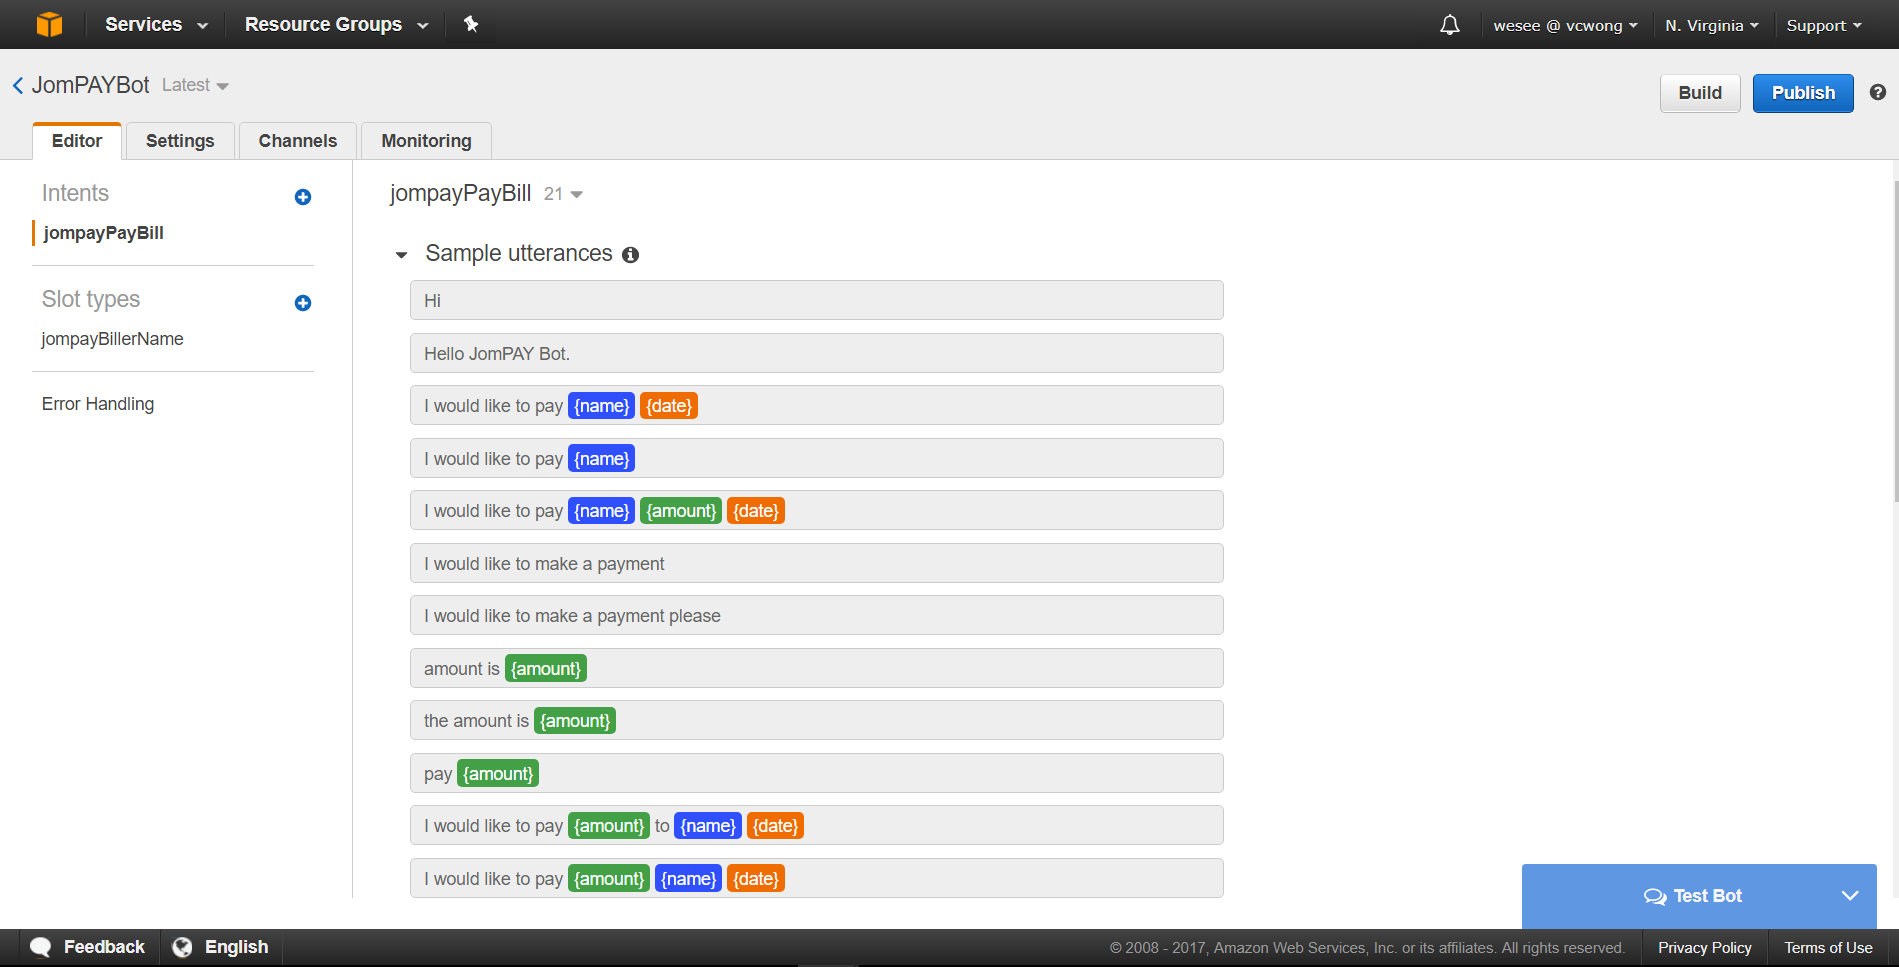 Services Resource Groups wesee @ vcwong N. Virginia Support
JomPAYBot Latest Build Publish
Editor Settings Channels Monitoring
Intents
jompayPayBill
Slot types
jompayBillerName
Error Handling
jompayPayBill 21
Sample utterances
Hi
Hello JomPAY Bot.
I would like to pay {name} {date}
I would like to pay {name}
I would like to pay {name} {amount} {date}
I would like to make a payment
I would like to make a payment please
amount is {amount}
the amount is {amount}
pay {amount}
I would like to pay {amount} to {name} {date}
I would like to pay {amount} {name} {date}
Test Bot
Feedback English © 2008 - 2017, Amazon Web Services, Inc. or its affiliates. All rights reserved. Privacy Policy Terms of Use